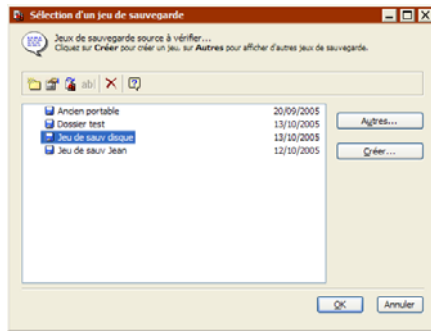 Sélection d'un jeu de sauvegarde
Jeux de sauvegarde source à vérifier...
Cliquez sur Créer pour créer un jeu, sur Autres pour afficher d'autres jeux de sauvegarde.
ab|
Ancien portable 20/09/2005
Dossier test 13/10/2005
Jeu de sauv disque 13/10/2005
Jeu de sauv Jean 12/10/2005
Autres...
Créer...
OK Annuler